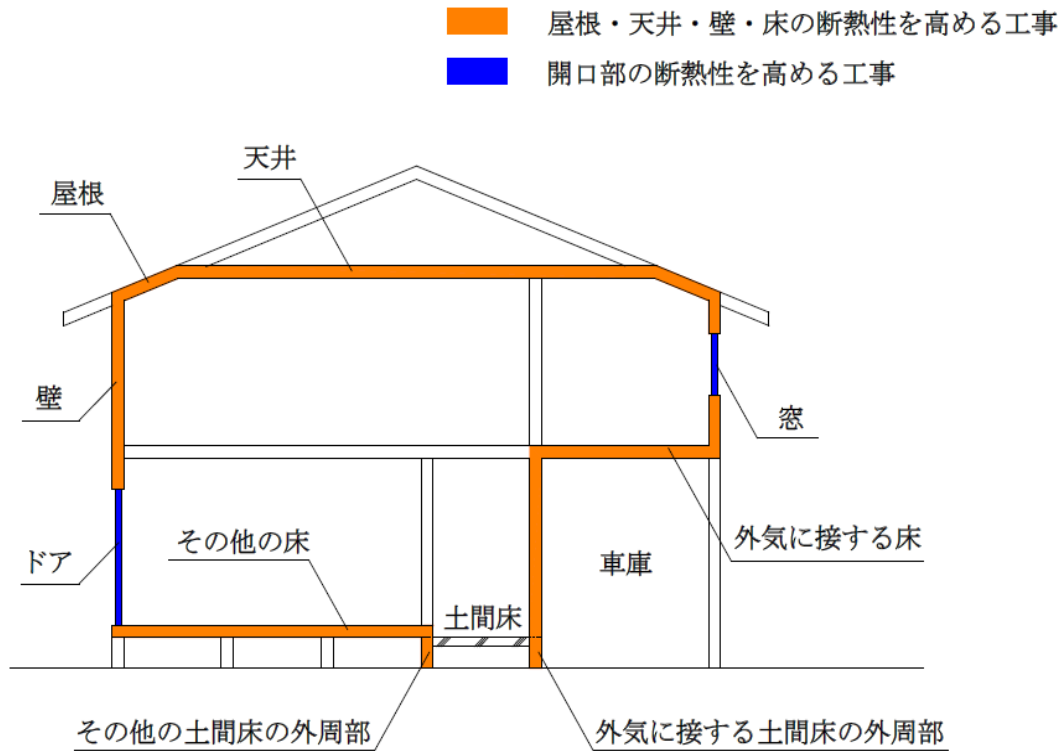 屋根・天井・壁・床の断熱性を高める工事
開口部の断熱性を高める工事
天井
屋根
壁
窓
ドア
その他の床
外気に接する床
車庫
土間床
その他の土間床の外周部
外気に接する土間床の外周部